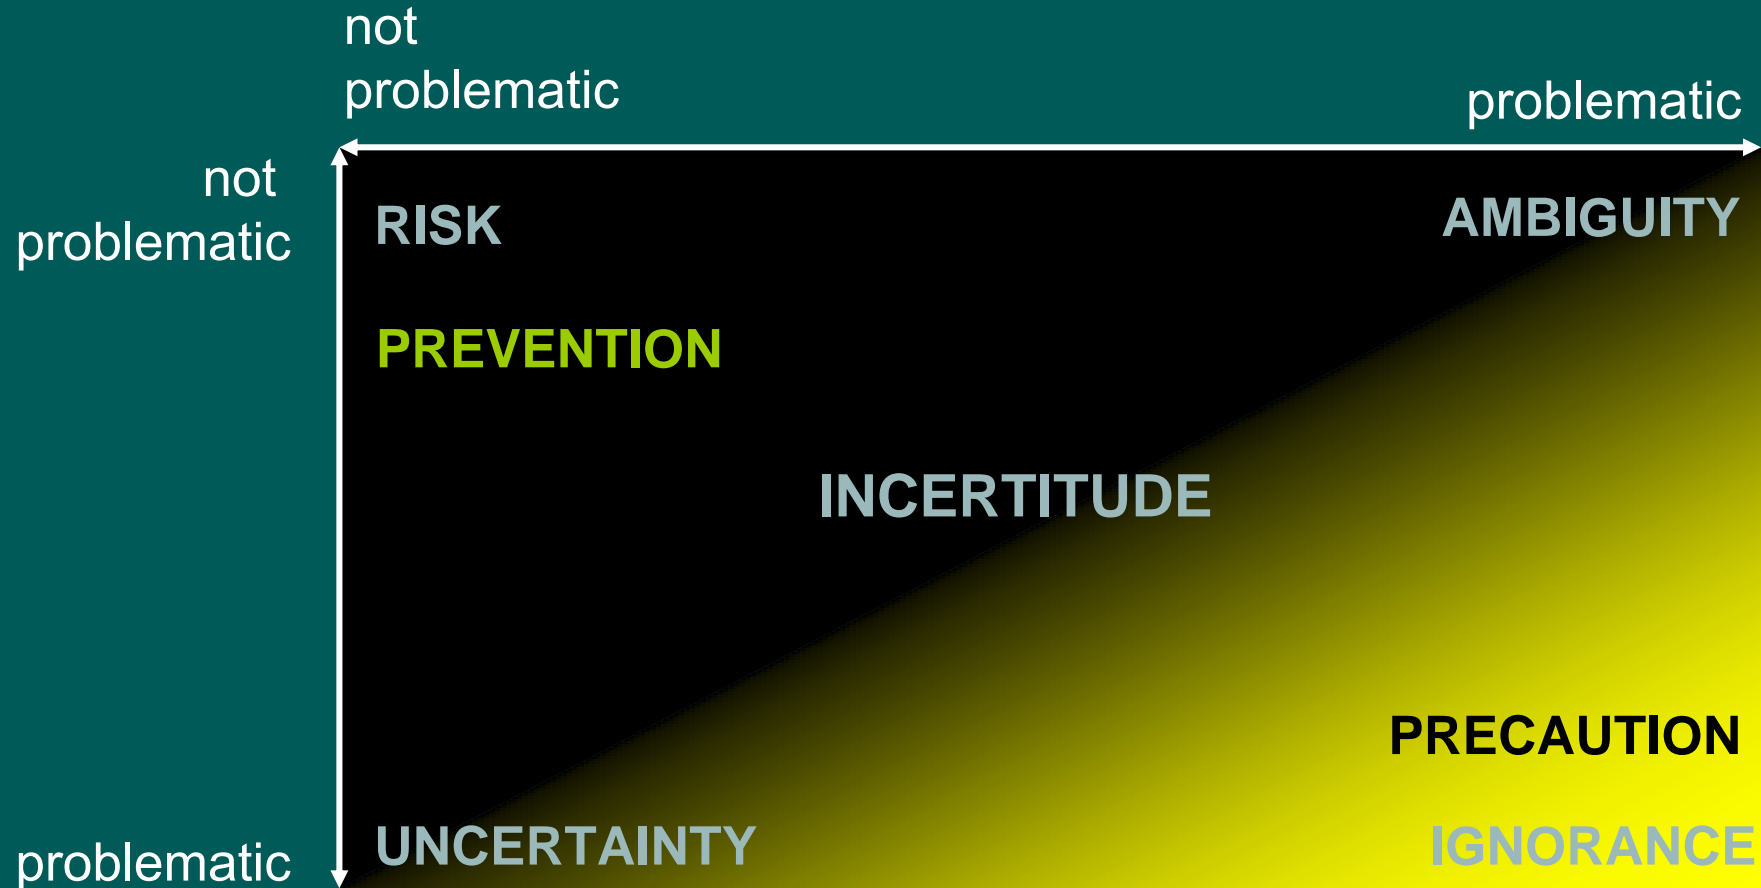 not
problematic
problematic
not
problematic
RISK
AMBIGUITY
PREVENTION
INCERTITUDE
PRECAUTION
problematic
UNCERTAINTY
IGNORANCE